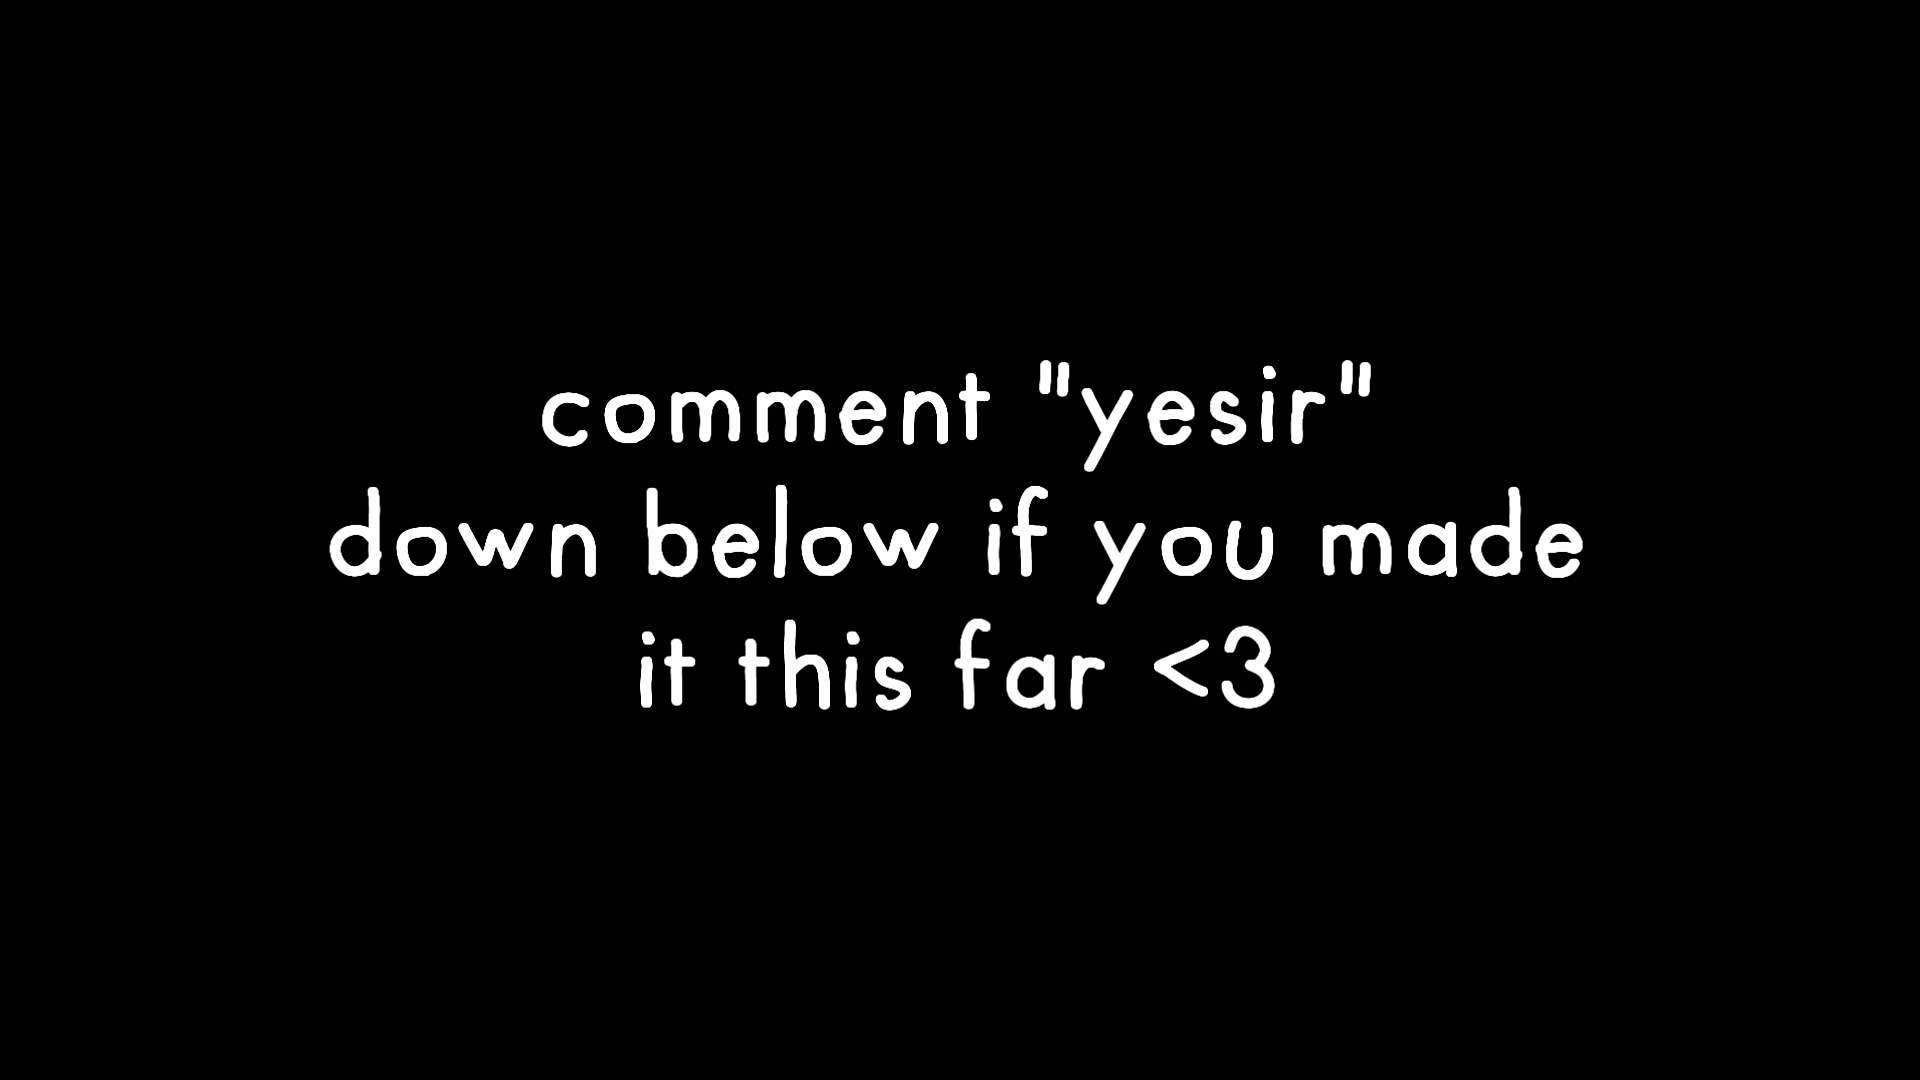 comment "yesir"
down below if you made
it this far <3